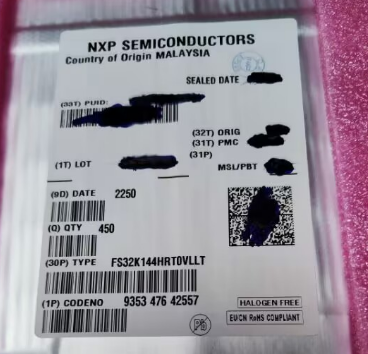 NXP SEMICONDUCTORS
Country of Origin MALAYSIA
SEALED DATE
(33T) PUID:
(32T) ORIG
(31T) PMC
(31P)
(1T) LOT
MSL/PBT
(9D) DATE 2250
(Q) QTY 450
(30P) TYPE FS32K144HRT0VLLT
(1P) CODENO 9353 476 42557
HALOGEN FREE
EU/CN RoHS COMPLIANT
Pb